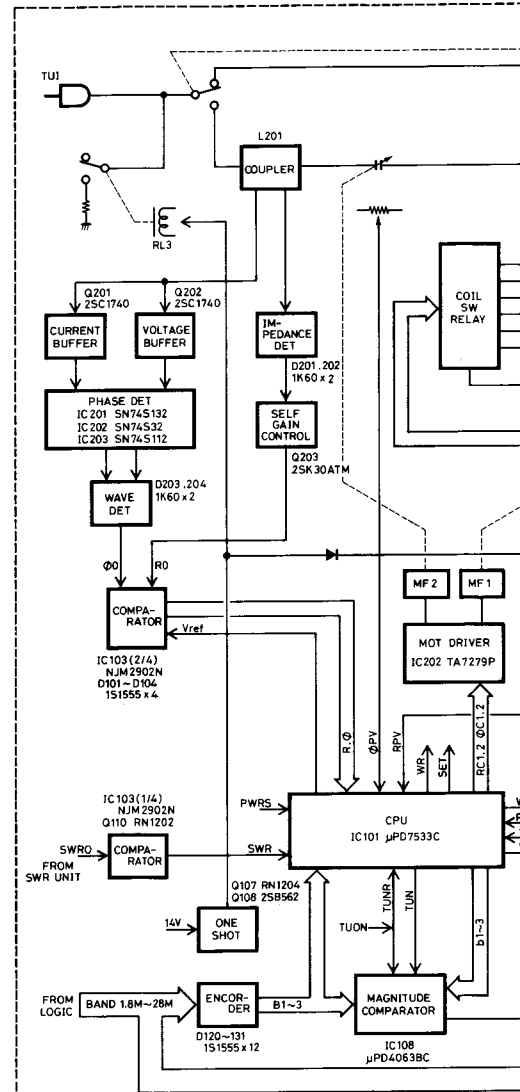 TUI
L201
COUPLER
RL3
Q201
2SC1740
Q202
2SC1740
CURRENT
BUFFER
VOLTAGE
BUFFER
IM-
PEDANCE
DET
D201.202
1K60×2
COIL
SW
RELAY
PHASE DET
IC201 SN74S132
IC202 SN74S32
IC203 SN74S112
SELF
GAIN
CONTROL
Q203
2SK30ATM
WAVE
DET
D203.204
1K60×2
ΦO
RO
MF2
MF1
COMPA-
RATOR
Vref
MOT DRIVER
IC202 TA7279P
IC103(2/4)
NJM2902N
D101~D104
1S1555×4
R.Φ
ΦPV
RPV
WR
SET
RC1.2 ΦC1.2
IC103(1/4)
NJM2902N
Q110 RN1202
PWRS
CPU
IC101 μPD7533C
SWRO
FROM
SWR UNIT
COMPA-
RATOR
SWR
Q107 RN1204
Q108 2SB562
14V
ONE
SHOT
TUON
TUNR
TUN
b1~3
FROM
LOGIC
BAND 1.8M~28M
ENCOR-
DER
B1~3
MAGNITUDE
COMPARATOR
D120~131
1S1555×12
IC108
μPD4063BC